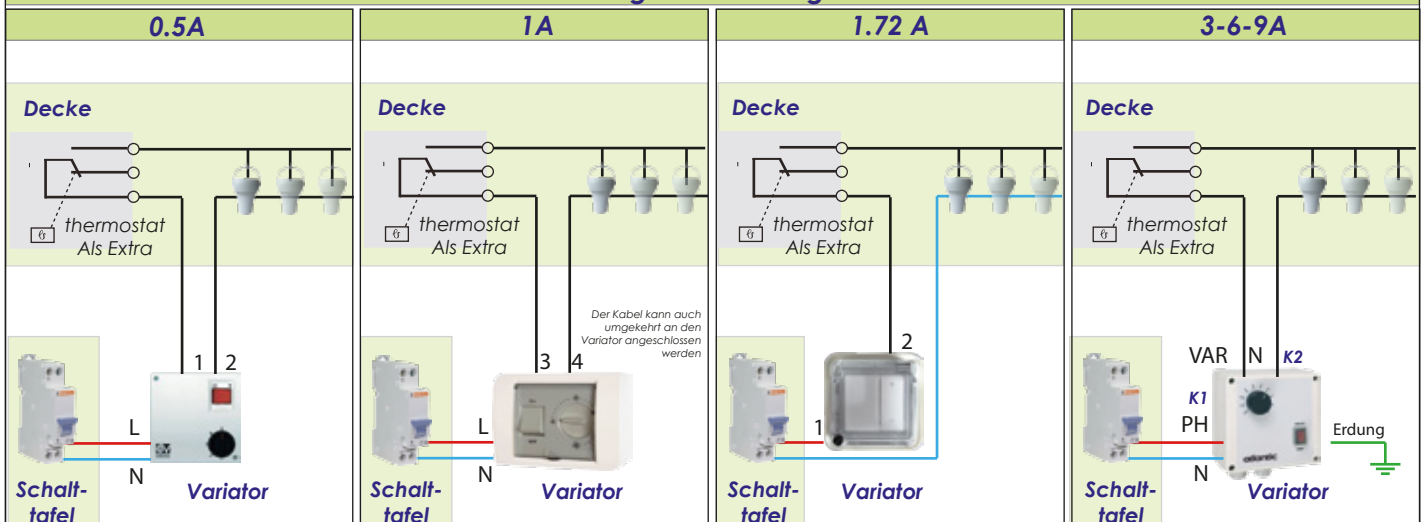 0.5A
Decke
thermostat
Als Extra
1 2
L
N
Schalt-
tafel
Variator
1A
Decke
thermostat
Als Extra
Der Kabel kann auch
umgekehrt an den
Variator angeschlossen
werden
3 4
L
N
Schalt-
tafel
Variator
1.72 A
Decke
thermostat
Als Extra
2
1
Schalt-
tafel
Variator
3-6-9A
Decke
thermostat
Als Extra
VAR N K2
K1
PH
N
Erdung
Schalt-
tafel
Variator